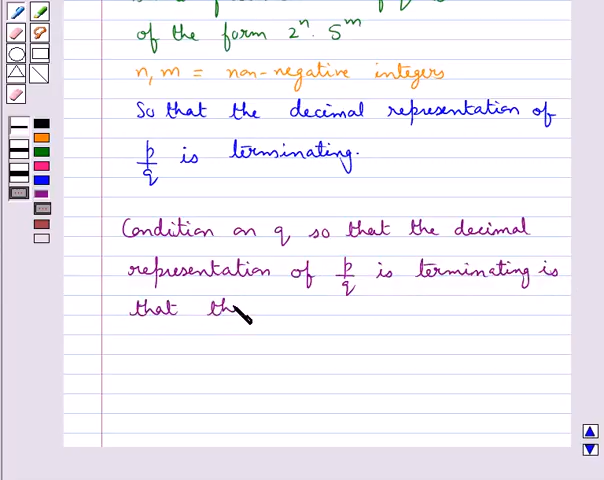 of the form 2ⁿ · 5ᵐ
n, m = non-negative integers
So that the decimal representation of
p/q is terminating.
Condition on q so that the decimal
representation of p/q is terminating is
that th